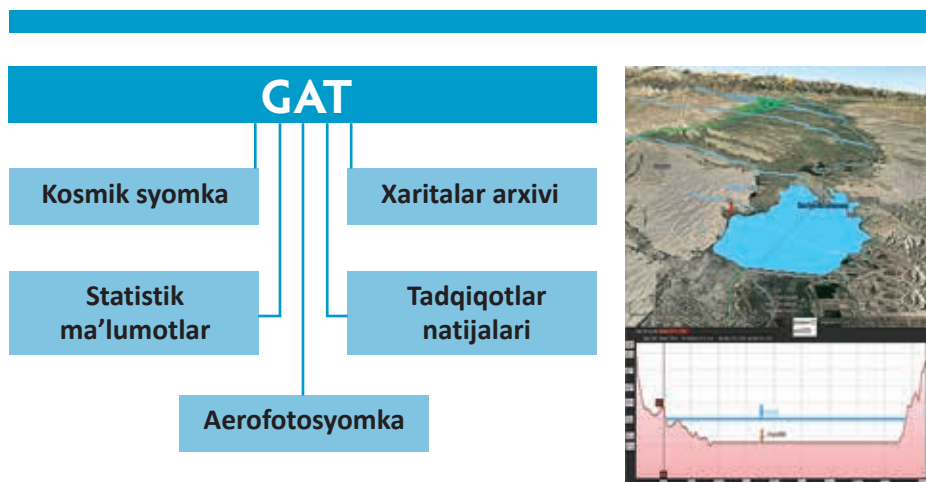 GAT
Kosmik syomka
Xaritalar arxivi
Statistik
ma’lumotlar
Tadqiqotlar
natijalari
Aerofotosyomka